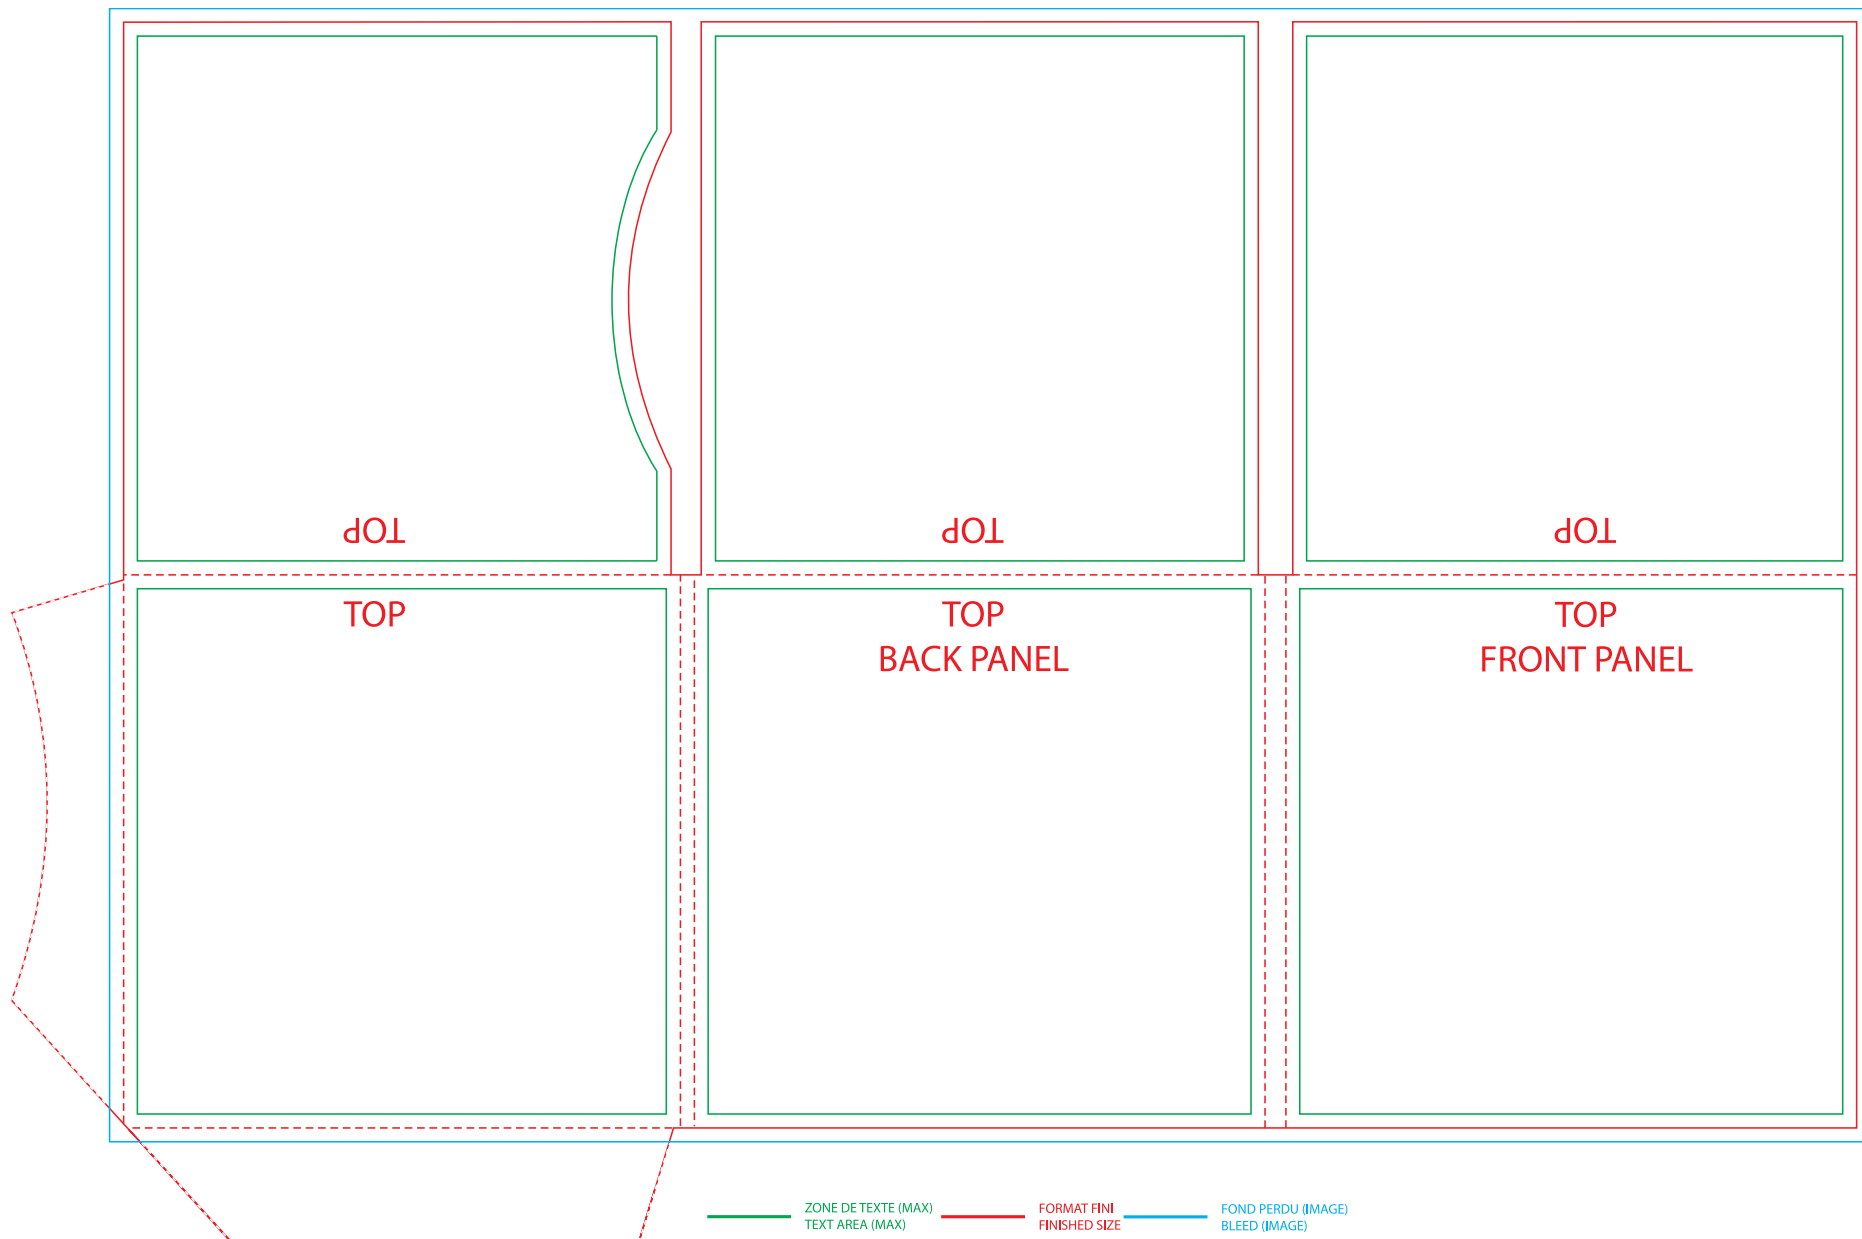 TOP
TOP
TOP
TOP
TOP
BACK PANEL
TOP
FRONT PANEL
ZONE DE TEXTE (MAX)
TEXT AREA (MAX)
FORMAT FINI
FINISHED SIZE
FOND PERDU (IMAGE)
BLEED (IMAGE)